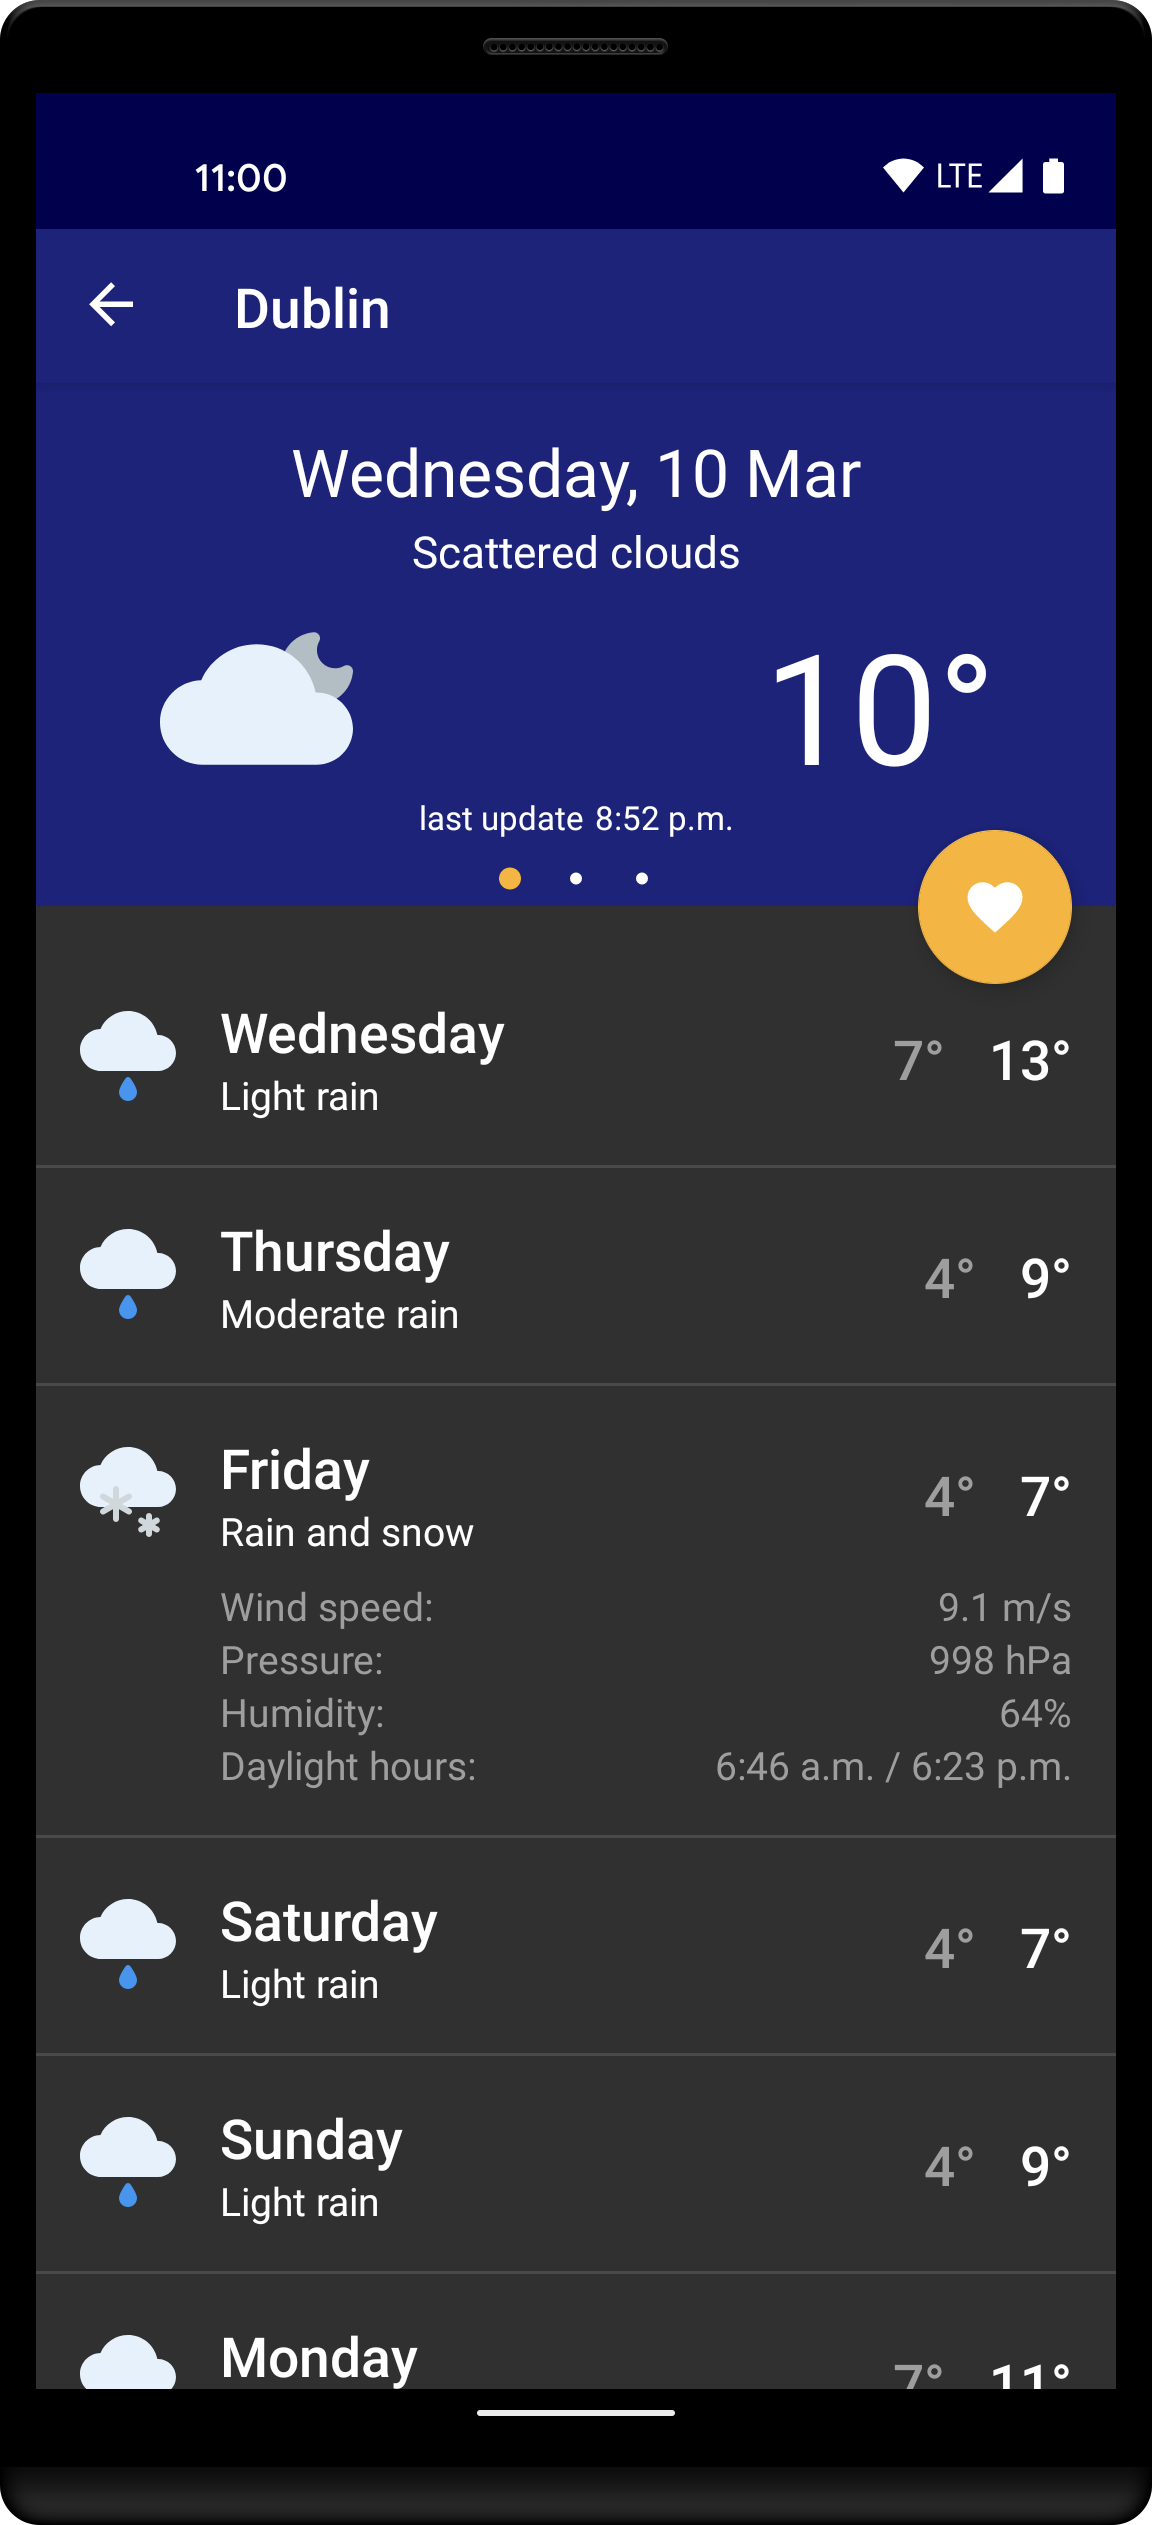 11:00 LTE
Dublin
Wednesday, 10 Mar
Scattered clouds
10°
last update 8:52 p.m.
Wednesday 7° 13°
Light rain
Thursday 4° 9°
Moderate rain
Friday 4° 7°
Rain and snow
Wind speed: 9.1 m/s
Pressure: 998 hPa
Humidity: 64%
Daylight hours: 6:46 a.m. / 6:23 p.m.
Saturday 4° 7°
Light rain
Sunday 4° 9°
Light rain
Monday 7° 11°